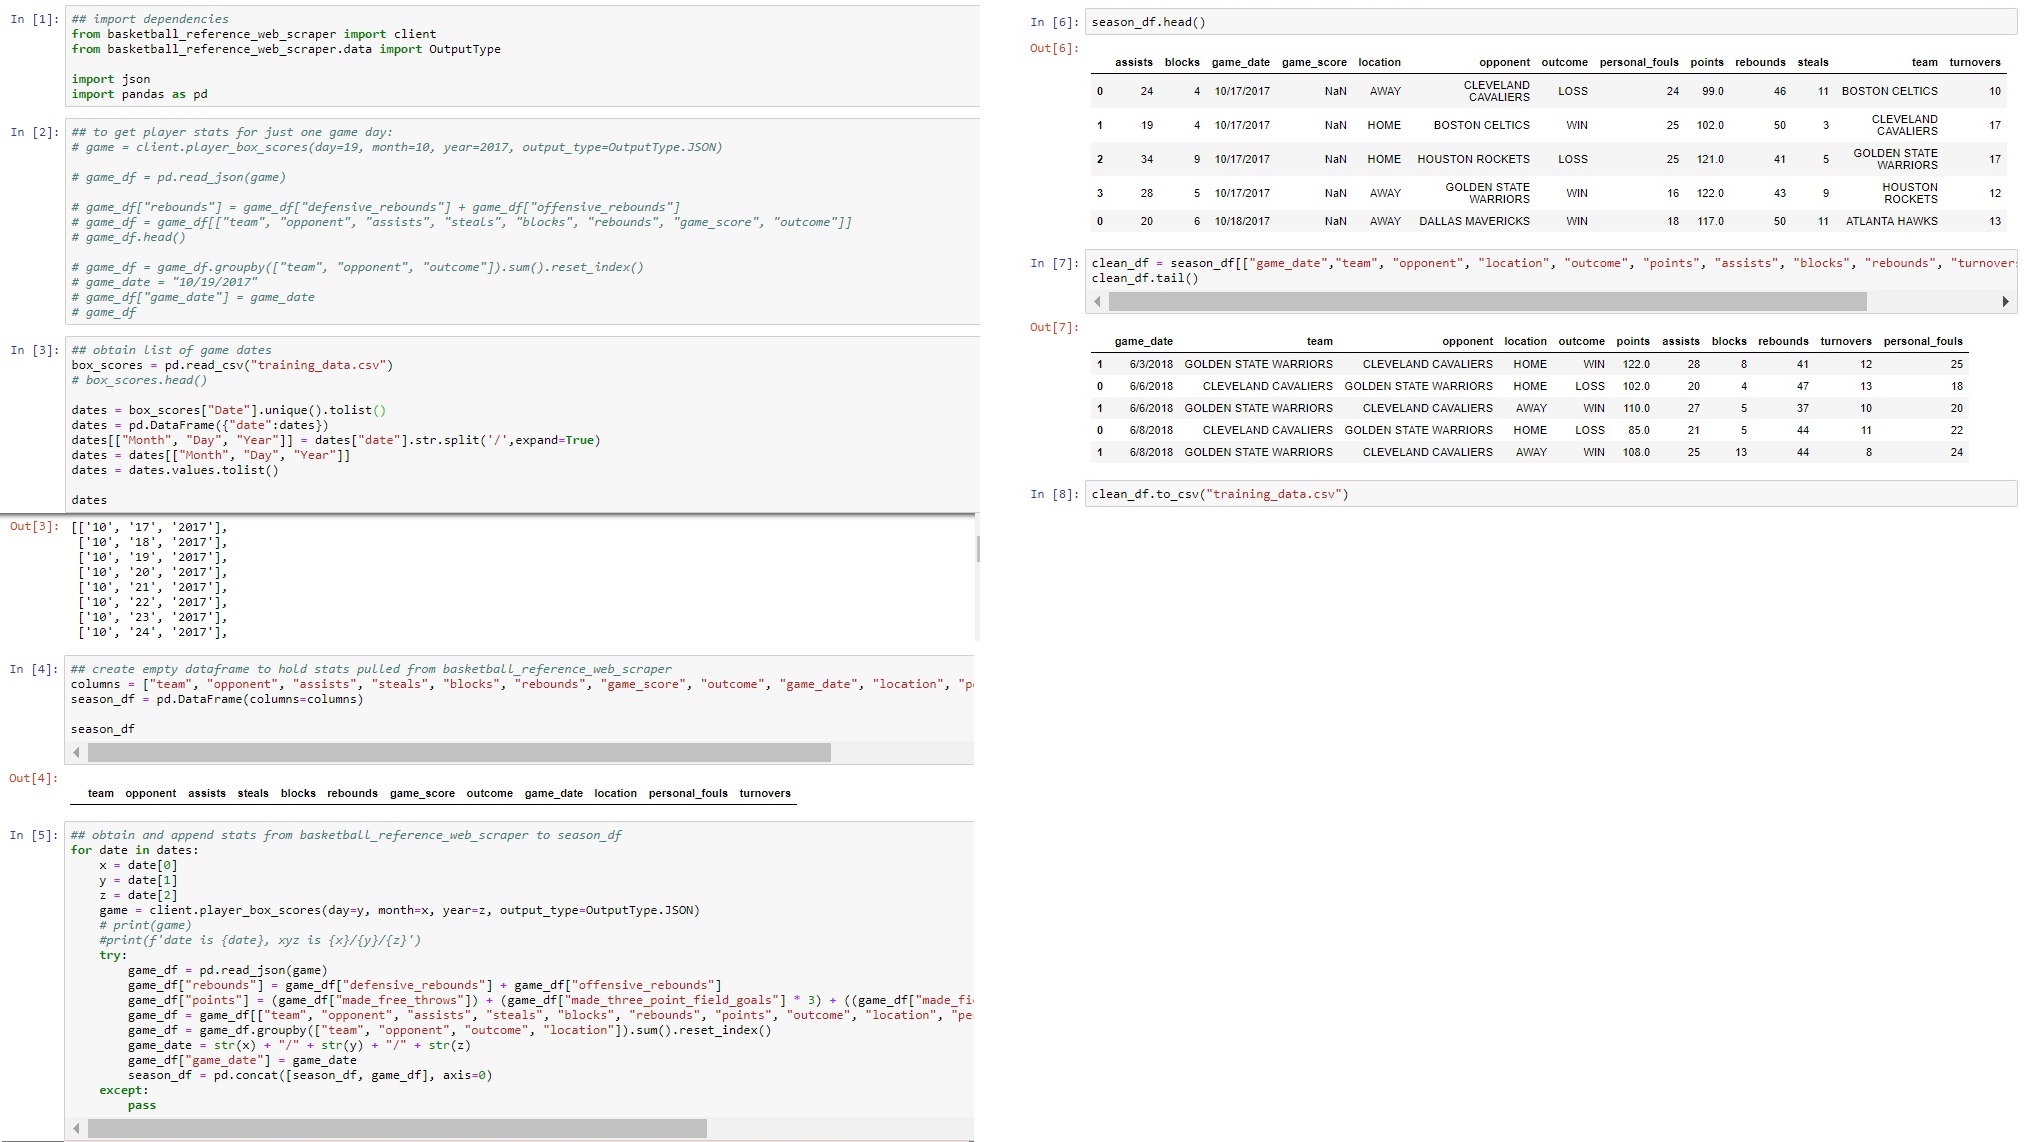 In [1]: ## import dependencies
from basketball_reference_web_scraper import client
from basketball_reference_web_scraper.data import OutputType
import json
import pandas as pd
In [2]: ## to get player stats for just one game day:
# game = client.player_box_scores(day=19, month=10, year=2017, output_type=OutputType.JSON)
# game_df = pd.read_json(game)
# game_df["rebounds"] = game_df["defensive_rebounds"] + game_df["offensive_rebounds"]
# game_df = game_df[["team", "opponent", "assists", "steals", "blocks", "rebounds", "game_score", "outcome"]]
# game_df.head()
# game_df = game_df.groupby(["team", "opponent", "outcome"]).sum().reset_index()
# game_date = "10/19/2017"
# game_df["game_date"] = game_date
# game_df
In [3]: ## obtain list of game dates
box_scores = pd.read_csv("training_data.csv")
# box_scores.head()
dates = box_scores["Date"].unique().tolist()
dates = pd.DataFrame({"date":dates})
dates[["Month", "Day", "Year"]] = dates["date"].str.split('/',expand=True)
dates = dates[["Month", "Day", "Year"]]
dates = dates.values.tolist()
dates
Out[3]: [['10', '17', '2017'],
['10', '18', '2017'],
['10', '19', '2017'],
['10', '20', '2017'],
['10', '21', '2017'],
['10', '22', '2017'],
['10', '23', '2017'],
['10', '24', '2017'],
In [4]: ## create empty dataframe to hold stats pulled from basketball_reference_web_scraper
columns = ["team", "opponent", "assists", "steals", "blocks", "rebounds", "game_score", "outcome", "game_date", "location", "p
season_df = pd.DataFrame(columns=columns)
season_df
Out[4]:
team opponent assists steals blocks rebounds game_score outcome game_date location personal_fouls turnovers
In [5]: ## obtain and append stats from basketball_reference_web_scraper to season_df
for date in dates:
x = date[0]
y = date[1]
z = date[2]
game = client.player_box_scores(day=y, month=x, year=z, output_type=OutputType.JSON)
# print(game)
#print(f'date is {date}, xyz is {x}/{y}/{z}')
try:
game_df = pd.read_json(game)
game_df["rebounds"] = game_df["defensive_rebounds"] + game_df["offensive_rebounds"]
game_df["points"] = (game_df["made_free_throws"]) + (game_df["made_three_point_field_goals"] * 3) + ((game_df["made_fi
game_df = game_df[["team", "opponent", "assists", "steals", "blocks", "rebounds", "points", "outcome", "location", "pe
game_df = game_df.groupby(["team", "opponent", "outcome", "location"]).sum().reset_index()
game_date = str(x) + "/" + str(y) + "/" + str(z)
game_df["game_date"] = game_date
season_df = pd.concat([season_df, game_df], axis=0)
except:
pass
In [6]: season_df.head()
Out[6]:
assists blocks game_date game_score location opponent outcome personal_fouls points rebounds steals team turnovers
0 24 4 10/17/2017 NaN AWAY CLEVELAND CAVALIERS LOSS 24 99.0 46 11 BOSTON CELTICS 10
1 19 4 10/17/2017 NaN HOME BOSTON CELTICS WIN 25 102.0 50 3 CLEVELAND CAVALIERS 17
2 34 9 10/17/2017 NaN HOME HOUSTON ROCKETS LOSS 25 121.0 41 5 GOLDEN STATE WARRIORS 17
3 28 5 10/17/2017 NaN AWAY GOLDEN STATE WARRIORS WIN 16 122.0 43 9 HOUSTON ROCKETS 12
0 20 6 10/18/2017 NaN AWAY DALLAS MAVERICKS WIN 18 117.0 50 11 ATLANTA HAWKS 13
In [7]: clean_df = season_df[["game_date","team", "opponent", "location", "outcome", "points", "assists", "blocks", "rebounds", "turnover
clean_df.tail()
Out[7]:
game_date team opponent location outcome points assists blocks rebounds turnovers personal_fouls
1 6/3/2018 GOLDEN STATE WARRIORS CLEVELAND CAVALIERS HOME WIN 122.0 28 8 41 12 25
0 6/6/2018 CLEVELAND CAVALIERS GOLDEN STATE WARRIORS HOME LOSS 102.0 20 4 47 13 18
1 6/6/2018 GOLDEN STATE WARRIORS CLEVELAND CAVALIERS AWAY WIN 110.0 27 5 37 10 20
0 6/8/2018 CLEVELAND CAVALIERS GOLDEN STATE WARRIORS HOME LOSS 85.0 21 5 44 11 22
1 6/8/2018 GOLDEN STATE WARRIORS CLEVELAND CAVALIERS AWAY WIN 108.0 25 13 44 8 24
In [8]: clean_df.to_csv("training_data.csv")